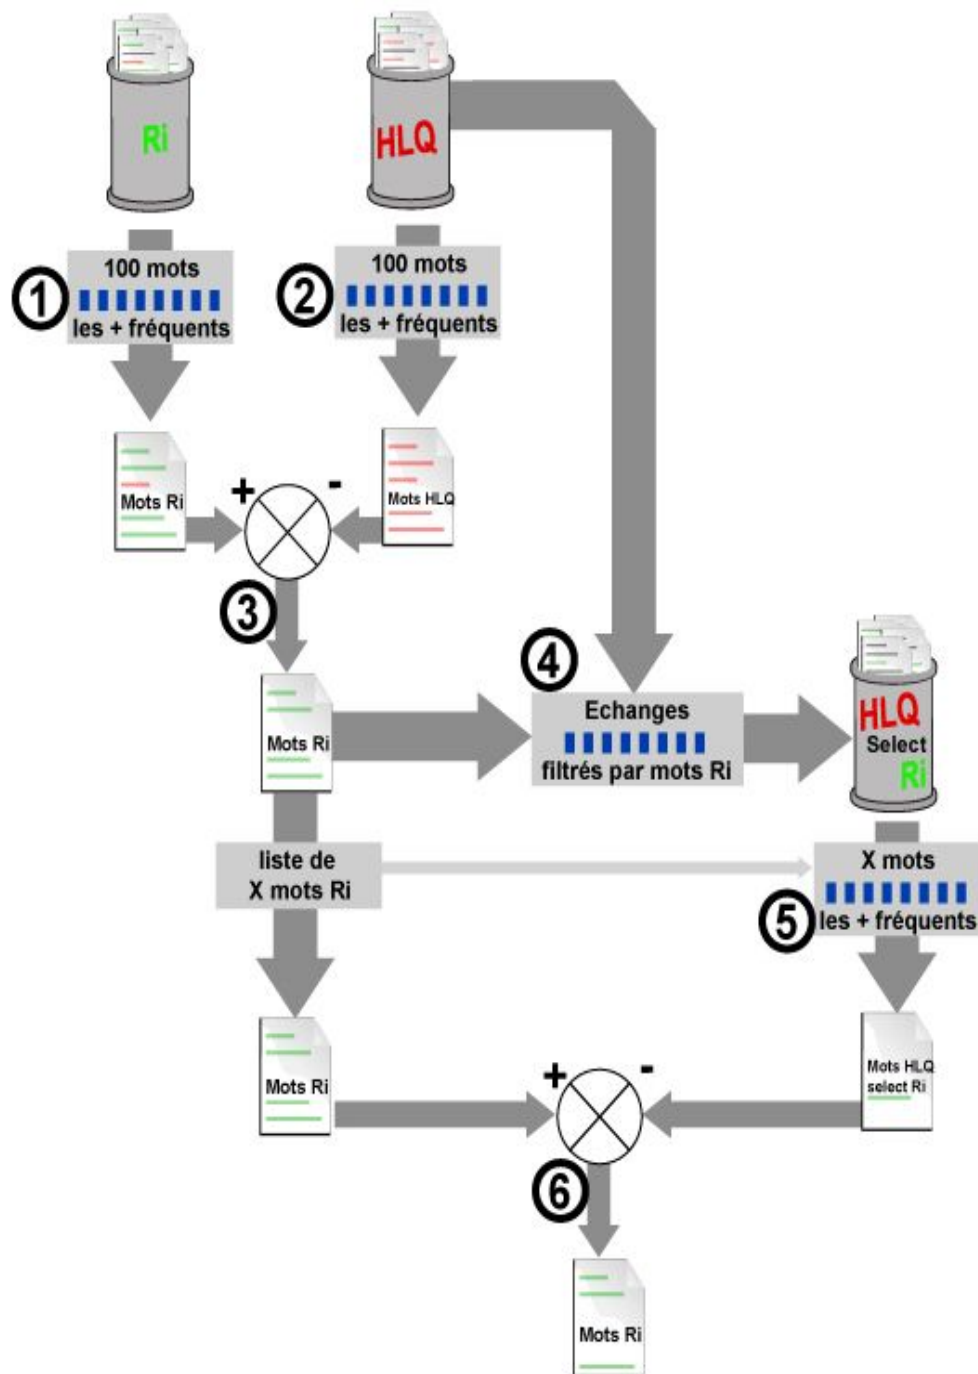 Ri
HLQ
100 mots
les + fréquents
1
100 mots
les + fréquents
2
Mots Ri
+
-
Mots HLQ
3
4
Mots Ri
Echanges
filtrés par mots Ri
HLQ
Select
Ri
liste de
X mots Ri
X mots
les + fréquents
5
Mots Ri
+
-
Mots HLQ
select Ri
6
Mots Ri